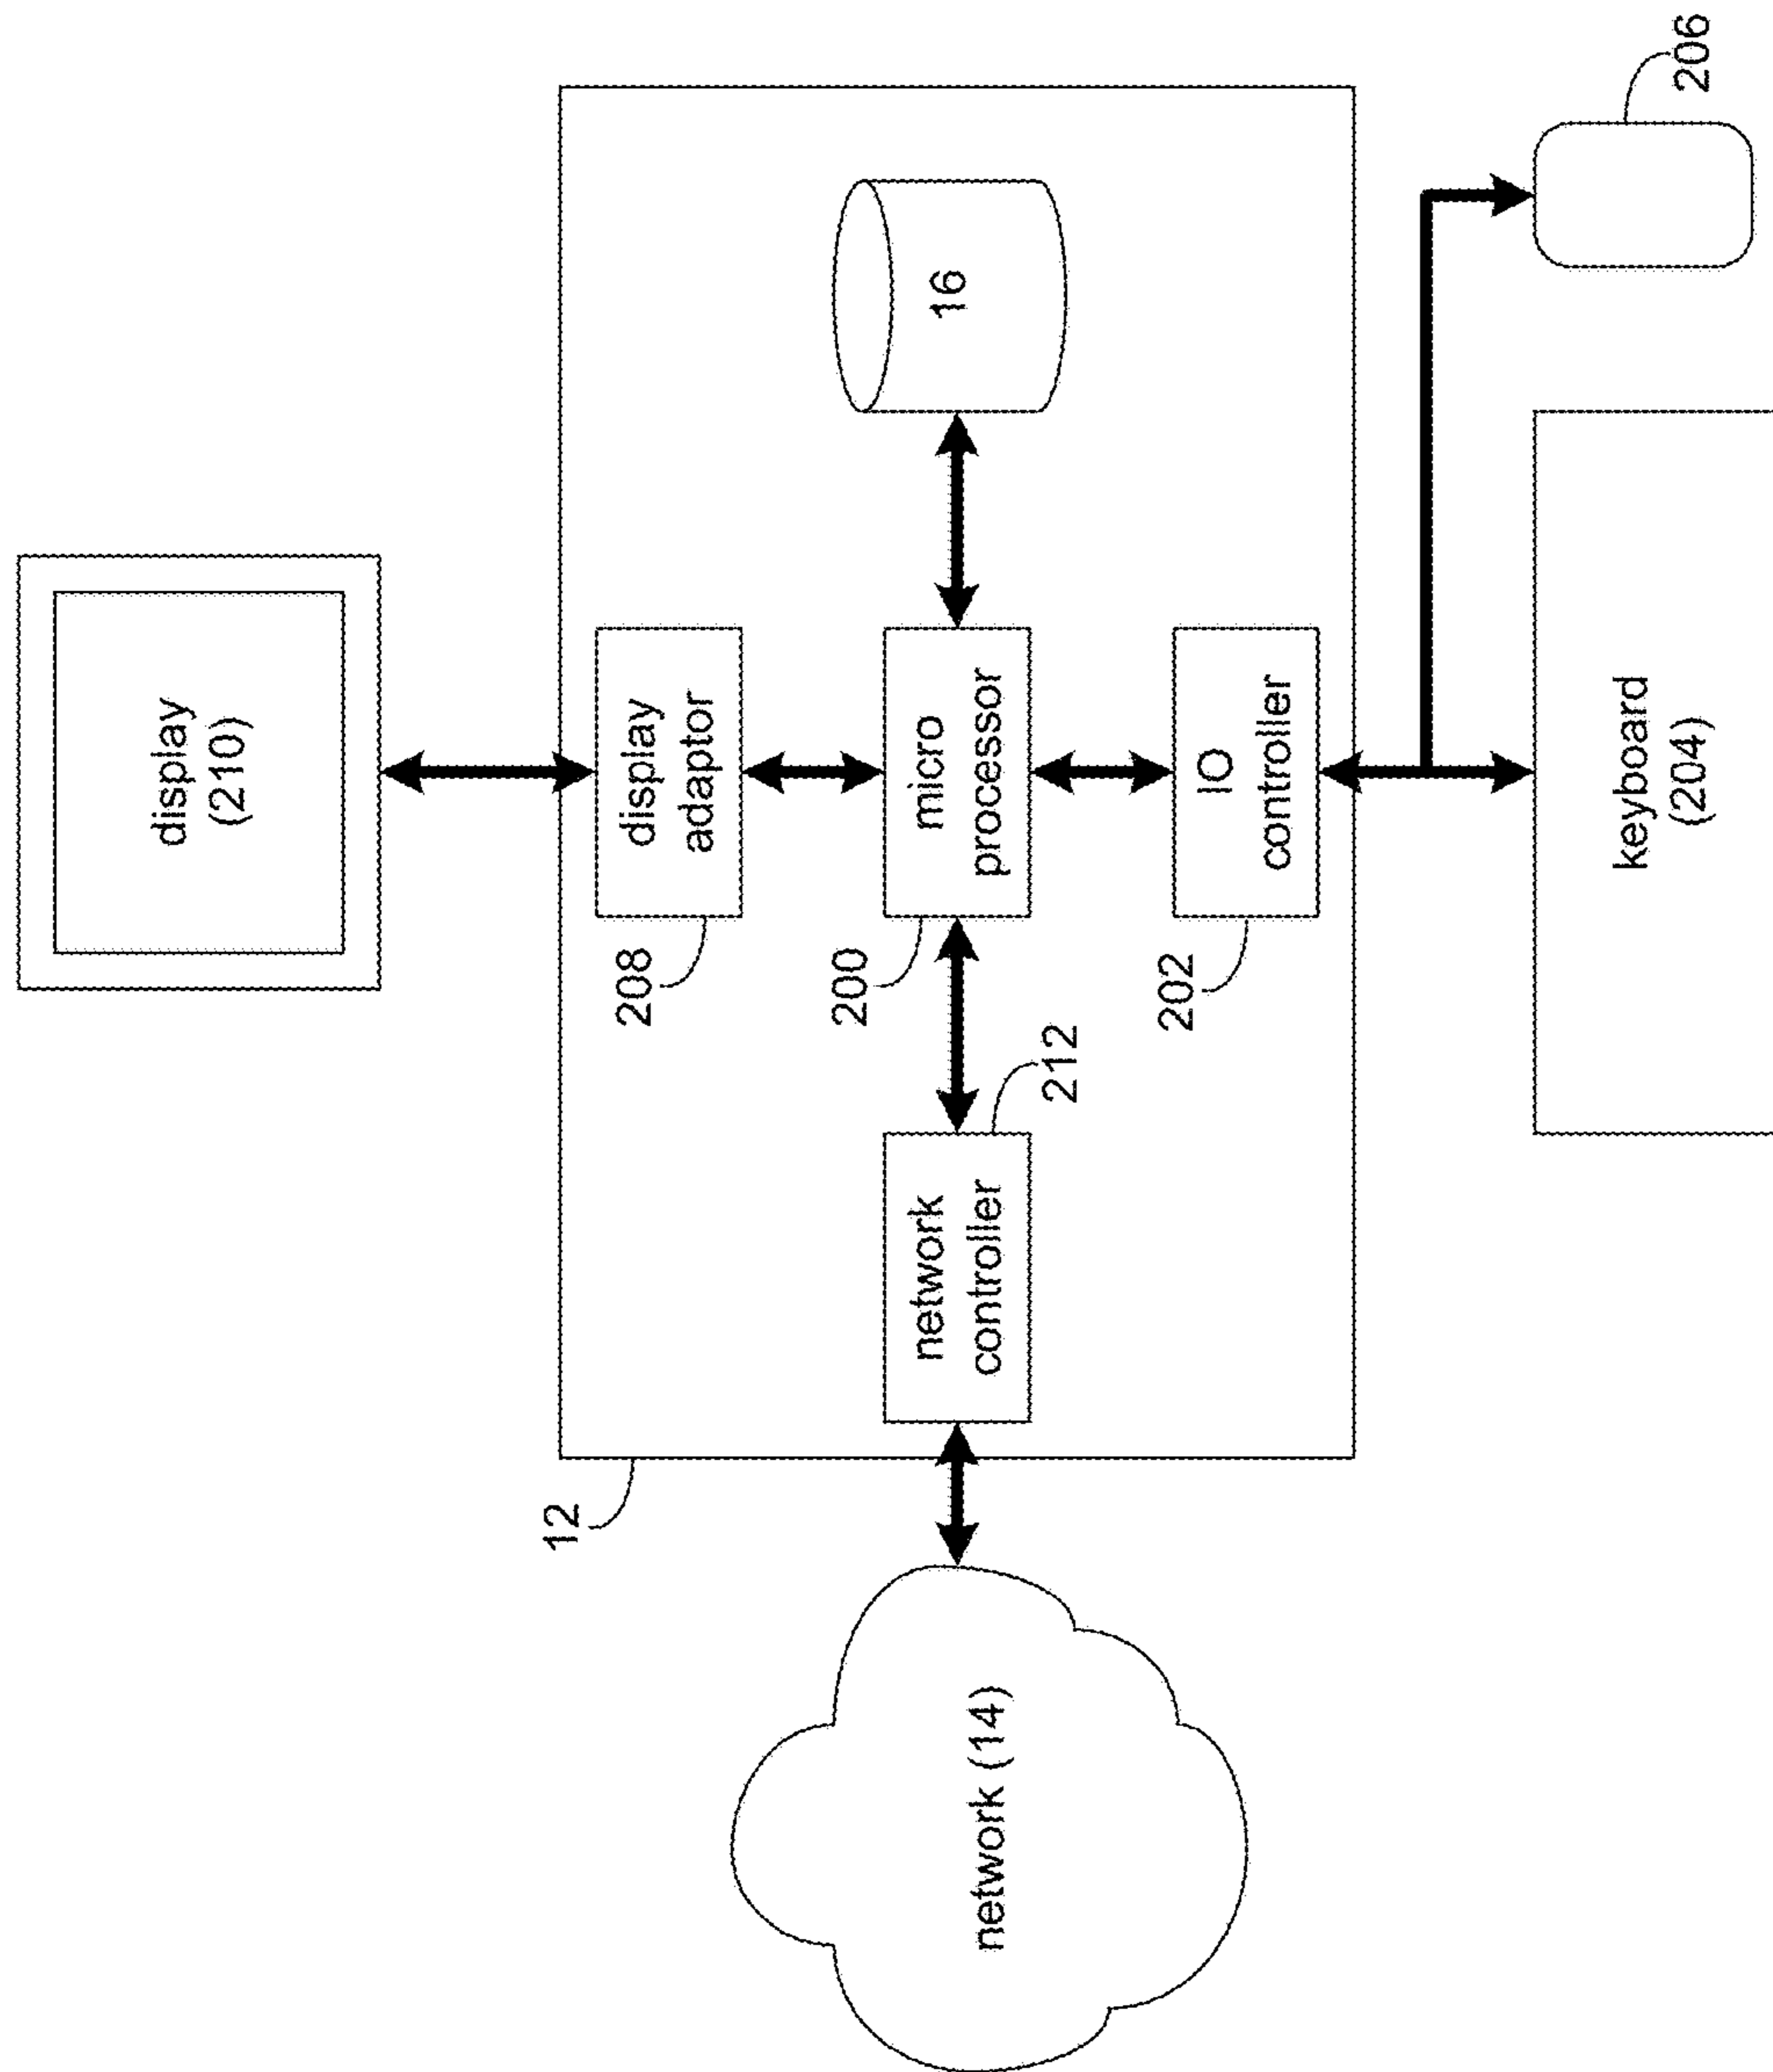 display
(210)
display
adaptor
208
micro
processor
200
16
network
controller
212
IO
controller
202
12
network (14)
keyboard
(204)
206